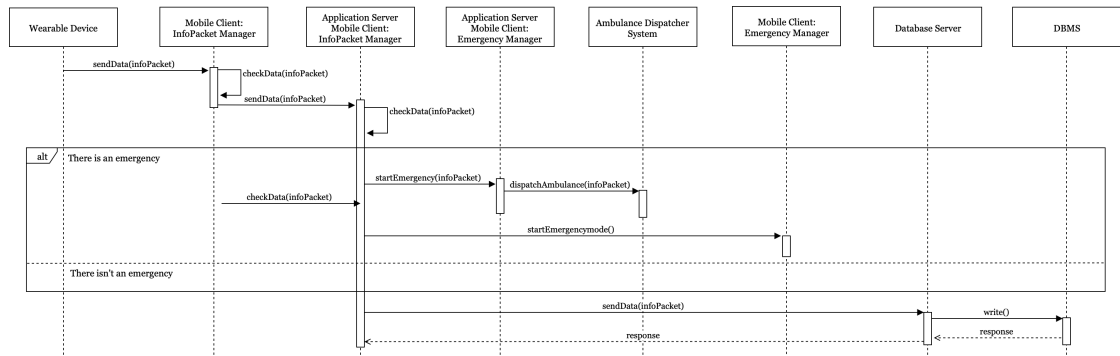 Wearable Device
Mobile Client:
InfoPacket Manager
Application Server
Mobile Client:
InfoPacket Manager
Application Server
Mobile Client:
Emergency Manager
Ambulance Dispatcher
System
Mobile Client:
Emergency Manager
Database Server
DBMS
sendData(infoPacket)
checkData(infoPacket)
sendData(infoPacket)
checkData(infoPacket)
alt
There is an emergency
startEmergency(infoPacket)
dispatchAmbulance(infoPacket)
checkData(infoPacket)
startEmergencymode()
There isn't an emergency
sendData(infoPacket)
write()
response
response